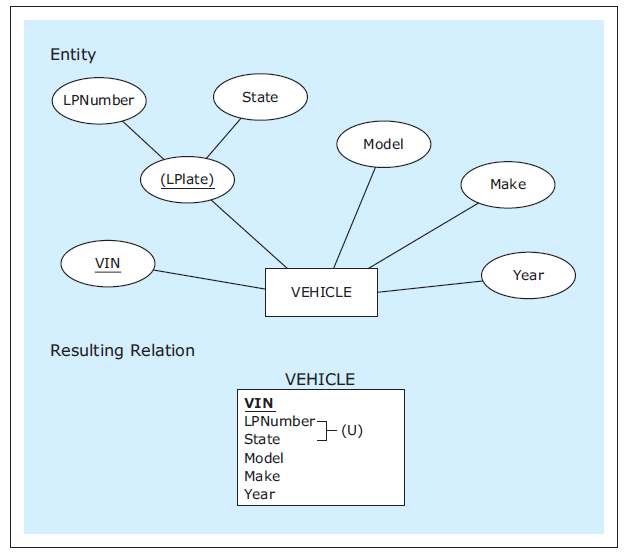 Entity
LPNumber
State
Model
(LPlate)
Make
VIN
Year
VEHICLE
Resulting Relation
VEHICLE
VIN
LPNumber
State
(U)
Model
Make
Year